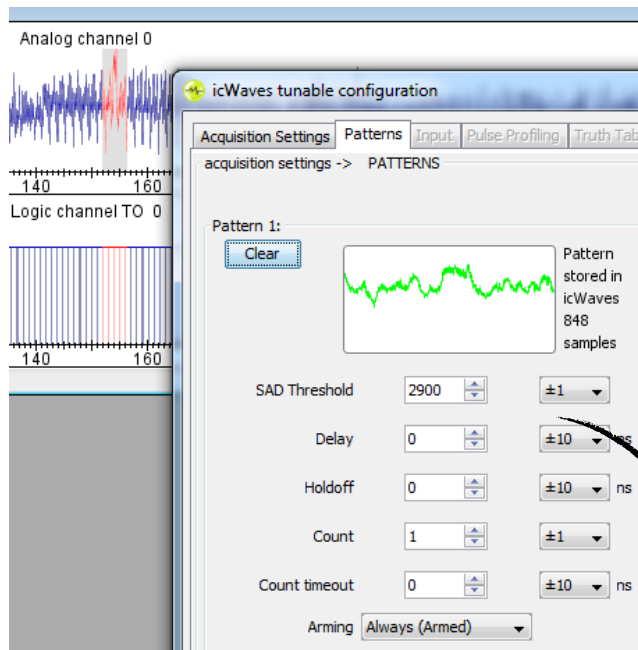 Analog channel 0
140 160
Logic channel TO 0
140 160
icWaves tunable configuration
Acquisition Settings Patterns Input Pulse Profiling Truth Tab
acquisition settings -> PATTERNS
Pattern 1:
Clear
Pattern
stored in
icWaves
848
samples
SAD Threshold 2900 ±1
Delay 0 ±10 ns
Holdoff 0 ±10 ns
Count 1 ±1
Count timeout 0 ±10 ns
Arming Always (Armed)